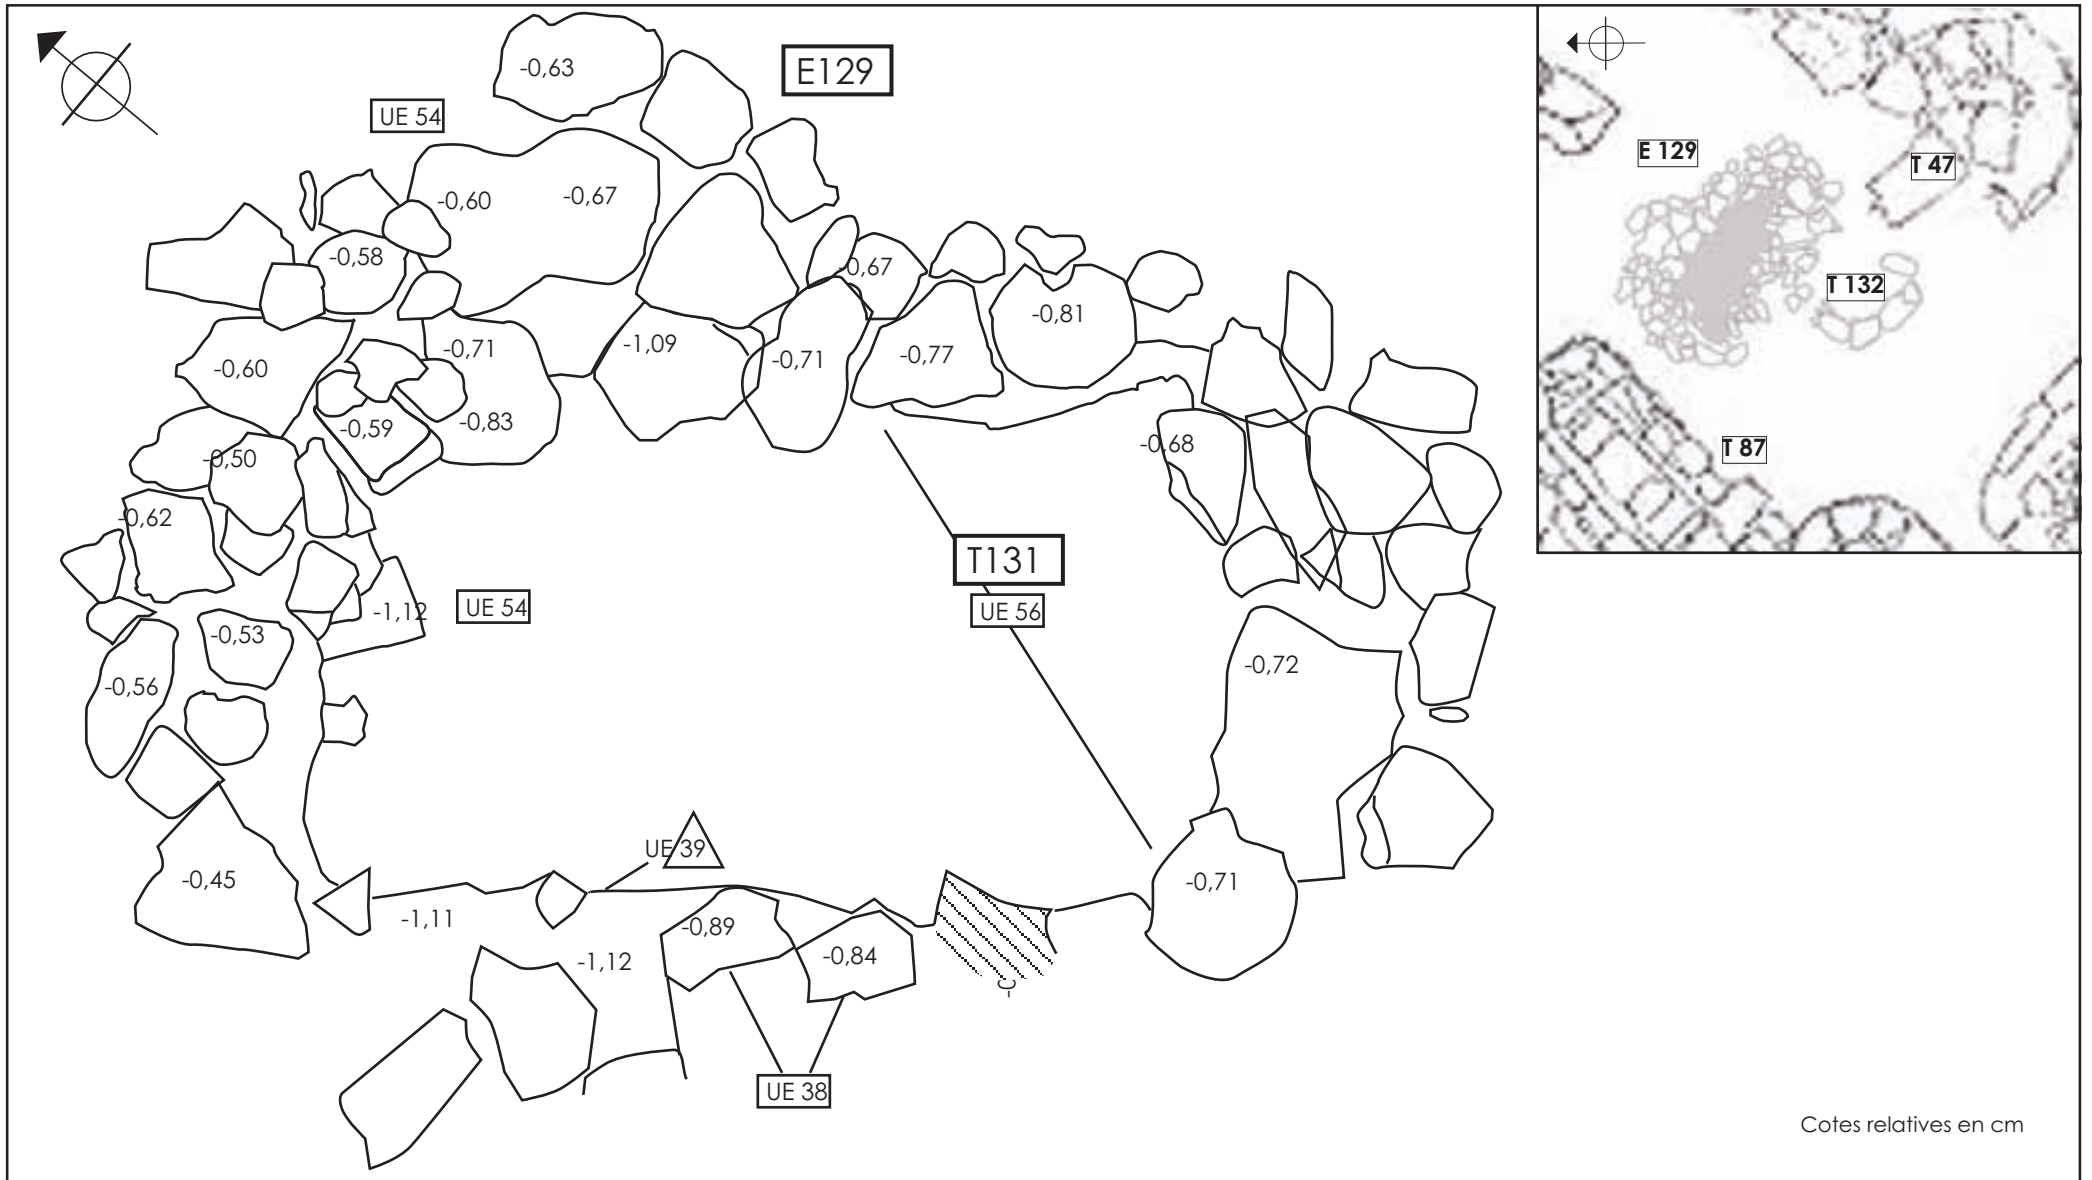 -0,63
E129
UE 54
-0,60
-0,67
-0,58
-0,67
-0,81
-0,71
-1,09
-0,71
-0,77
-0,60
-0,83
-0,59
-0,68
-0,50
-0,62
T131
-1,12
UE 54
UE 56
-0,53
-0,72
-0,56
UE 39
-0,45
-0,71
-1,11
-0,89
-1,12
-0,84
UE 38
Cotes relatives en cm
E 129
T 47
T 132
T 87